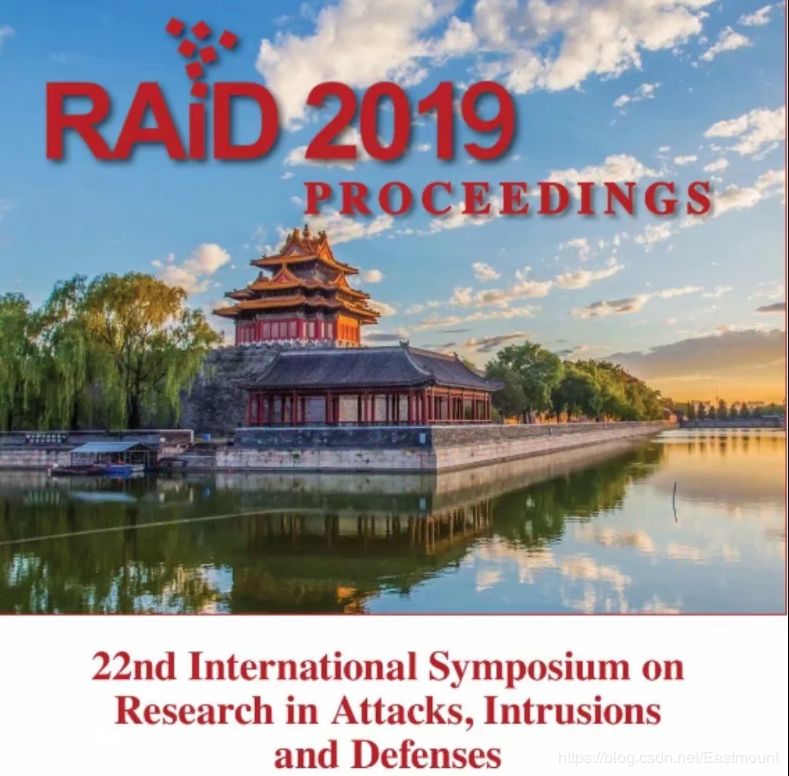 RAiD 2019
PROCEEDINGS
22nd International Symposium on
Research in Attacks, Intrusions
and Defenses
https://blog.csdn.net/Eastmount